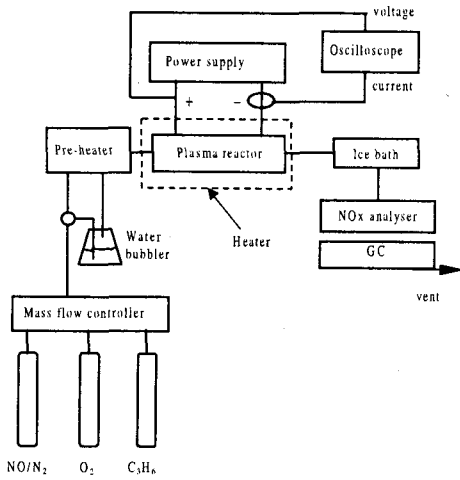 voltage
Oscilloscope
Power supply
current
+ −
Pre-heater
Plasma reactor
Ice bath
NOx analyser
Water
bubbler
Heater
GC
vent
Mass flow controller
NO/N₂ O₂ C₃H₆